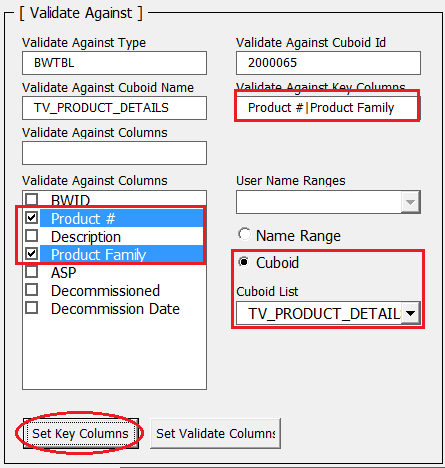 [ Validate Against ]
Validate Against Type
Validate Against Cuboid Id
BWTBL
2000065
Validate Against Cuboid Name
Validate Against Key Columns
TV_PRODUCT_DETAILS
Product #|Product Family
Validate Against Columns
Validate Against Columns
User Name Ranges
BWID
Product #
Description
Product Family
ASP
Decommissioned
Decommission Date
Name Range
Cuboid
Cuboid List
TV_PRODUCT_DETAILS
Set Key Columns
Set Validate Columns